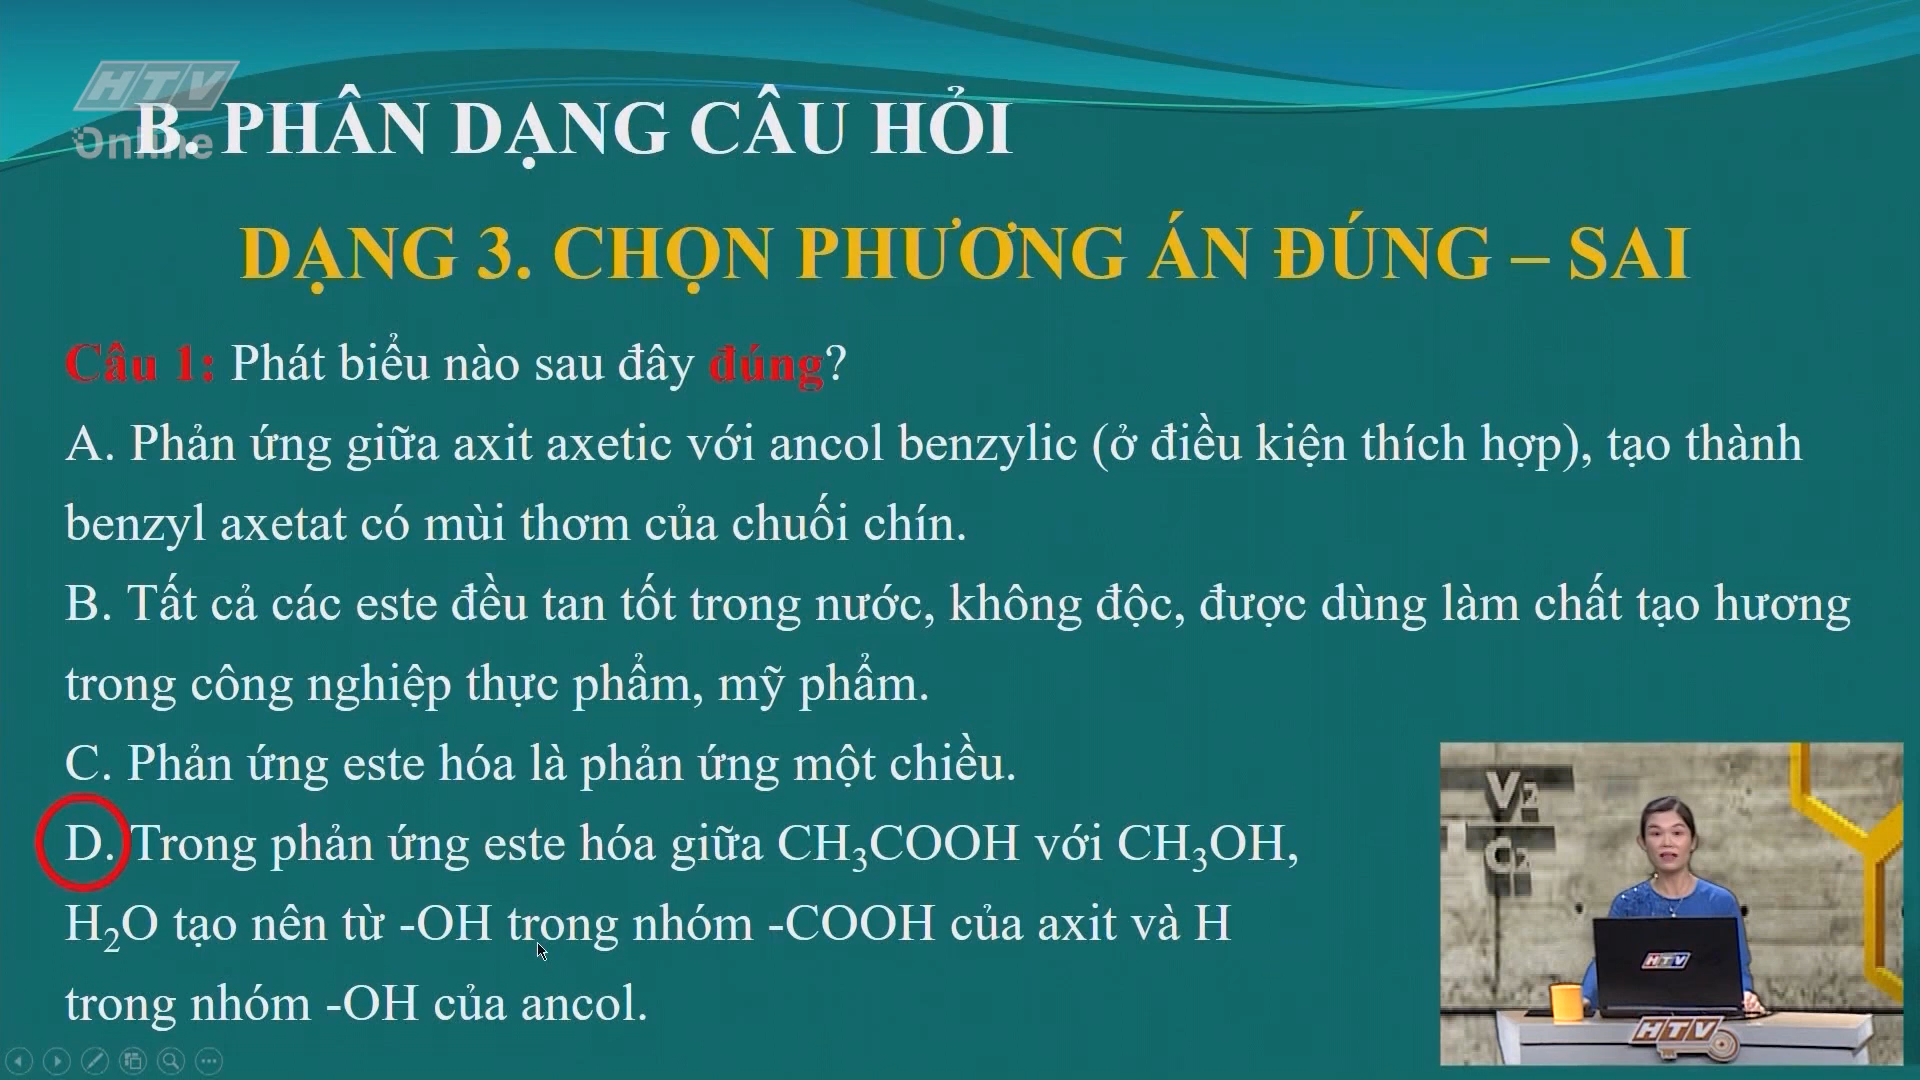 HTV
Online
B. PHÂN DẠNG CÂU HỎI
DẠNG 3. CHỌN PHƯƠNG ÁN ĐÚNG – SAI
Câu 1: Phát biểu nào sau đây đúng?
A. Phản ứng giữa axit axetic với ancol benzylic (ở điều kiện thích hợp), tạo thành
benzyl axetat có mùi thơm của chuối chín.
B. Tất cả các este đều tan tốt trong nước, không độc, được dùng làm chất tạo hương
trong công nghiệp thực phẩm, mỹ phẩm.
C. Phản ứng este hóa là phản ứng một chiều.
D. Trong phản ứng este hóa giữa CH₃COOH với CH₃OH,
H₂O tạo nên từ -OH trong nhóm -COOH của axit và H
trong nhóm -OH của ancol.
V₂
C₂
HTV
HTV